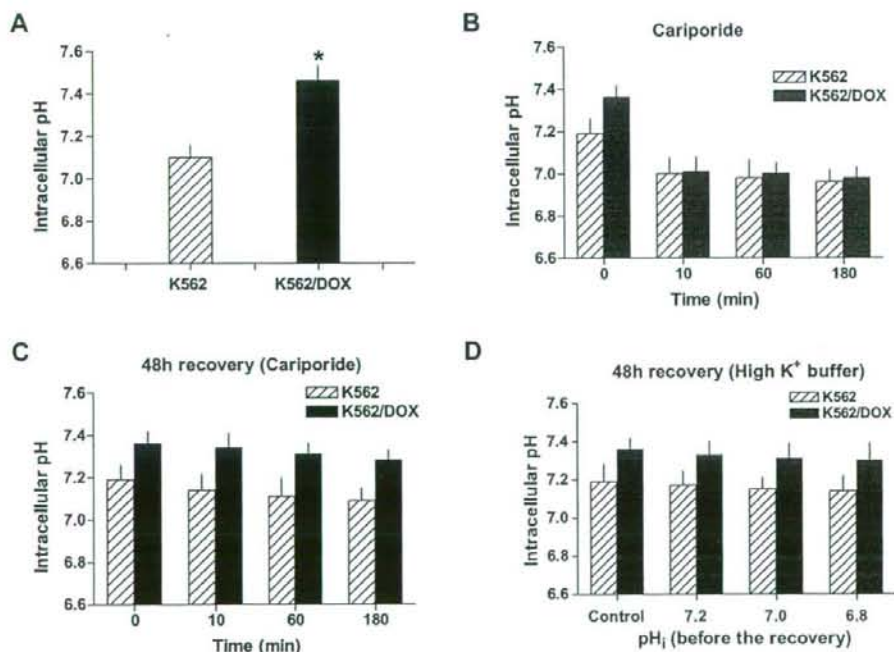 A
7.6
7.4
7.2
7.0
6.8
6.6
Intracellular pH
*
K562
K562/DOX
B
Cariporide
7.6
7.4
7.2
7.0
6.8
6.6
Intracellular pH
K562
K562/DOX
0
10
60
180
Time (min)
C
48h recovery (Cariporide)
7.6
7.4
7.2
7.0
6.8
6.6
Intracellular pH
K562
K562/DOX
0
10
60
180
Time (min)
D
48h recovery (High K⁺ buffer)
7.6
7.4
7.2
7.0
6.8
6.6
Intracellular pH
K562
K562/DOX
Control
7.2
7.0
6.8
pHᵢ (before the recovery)